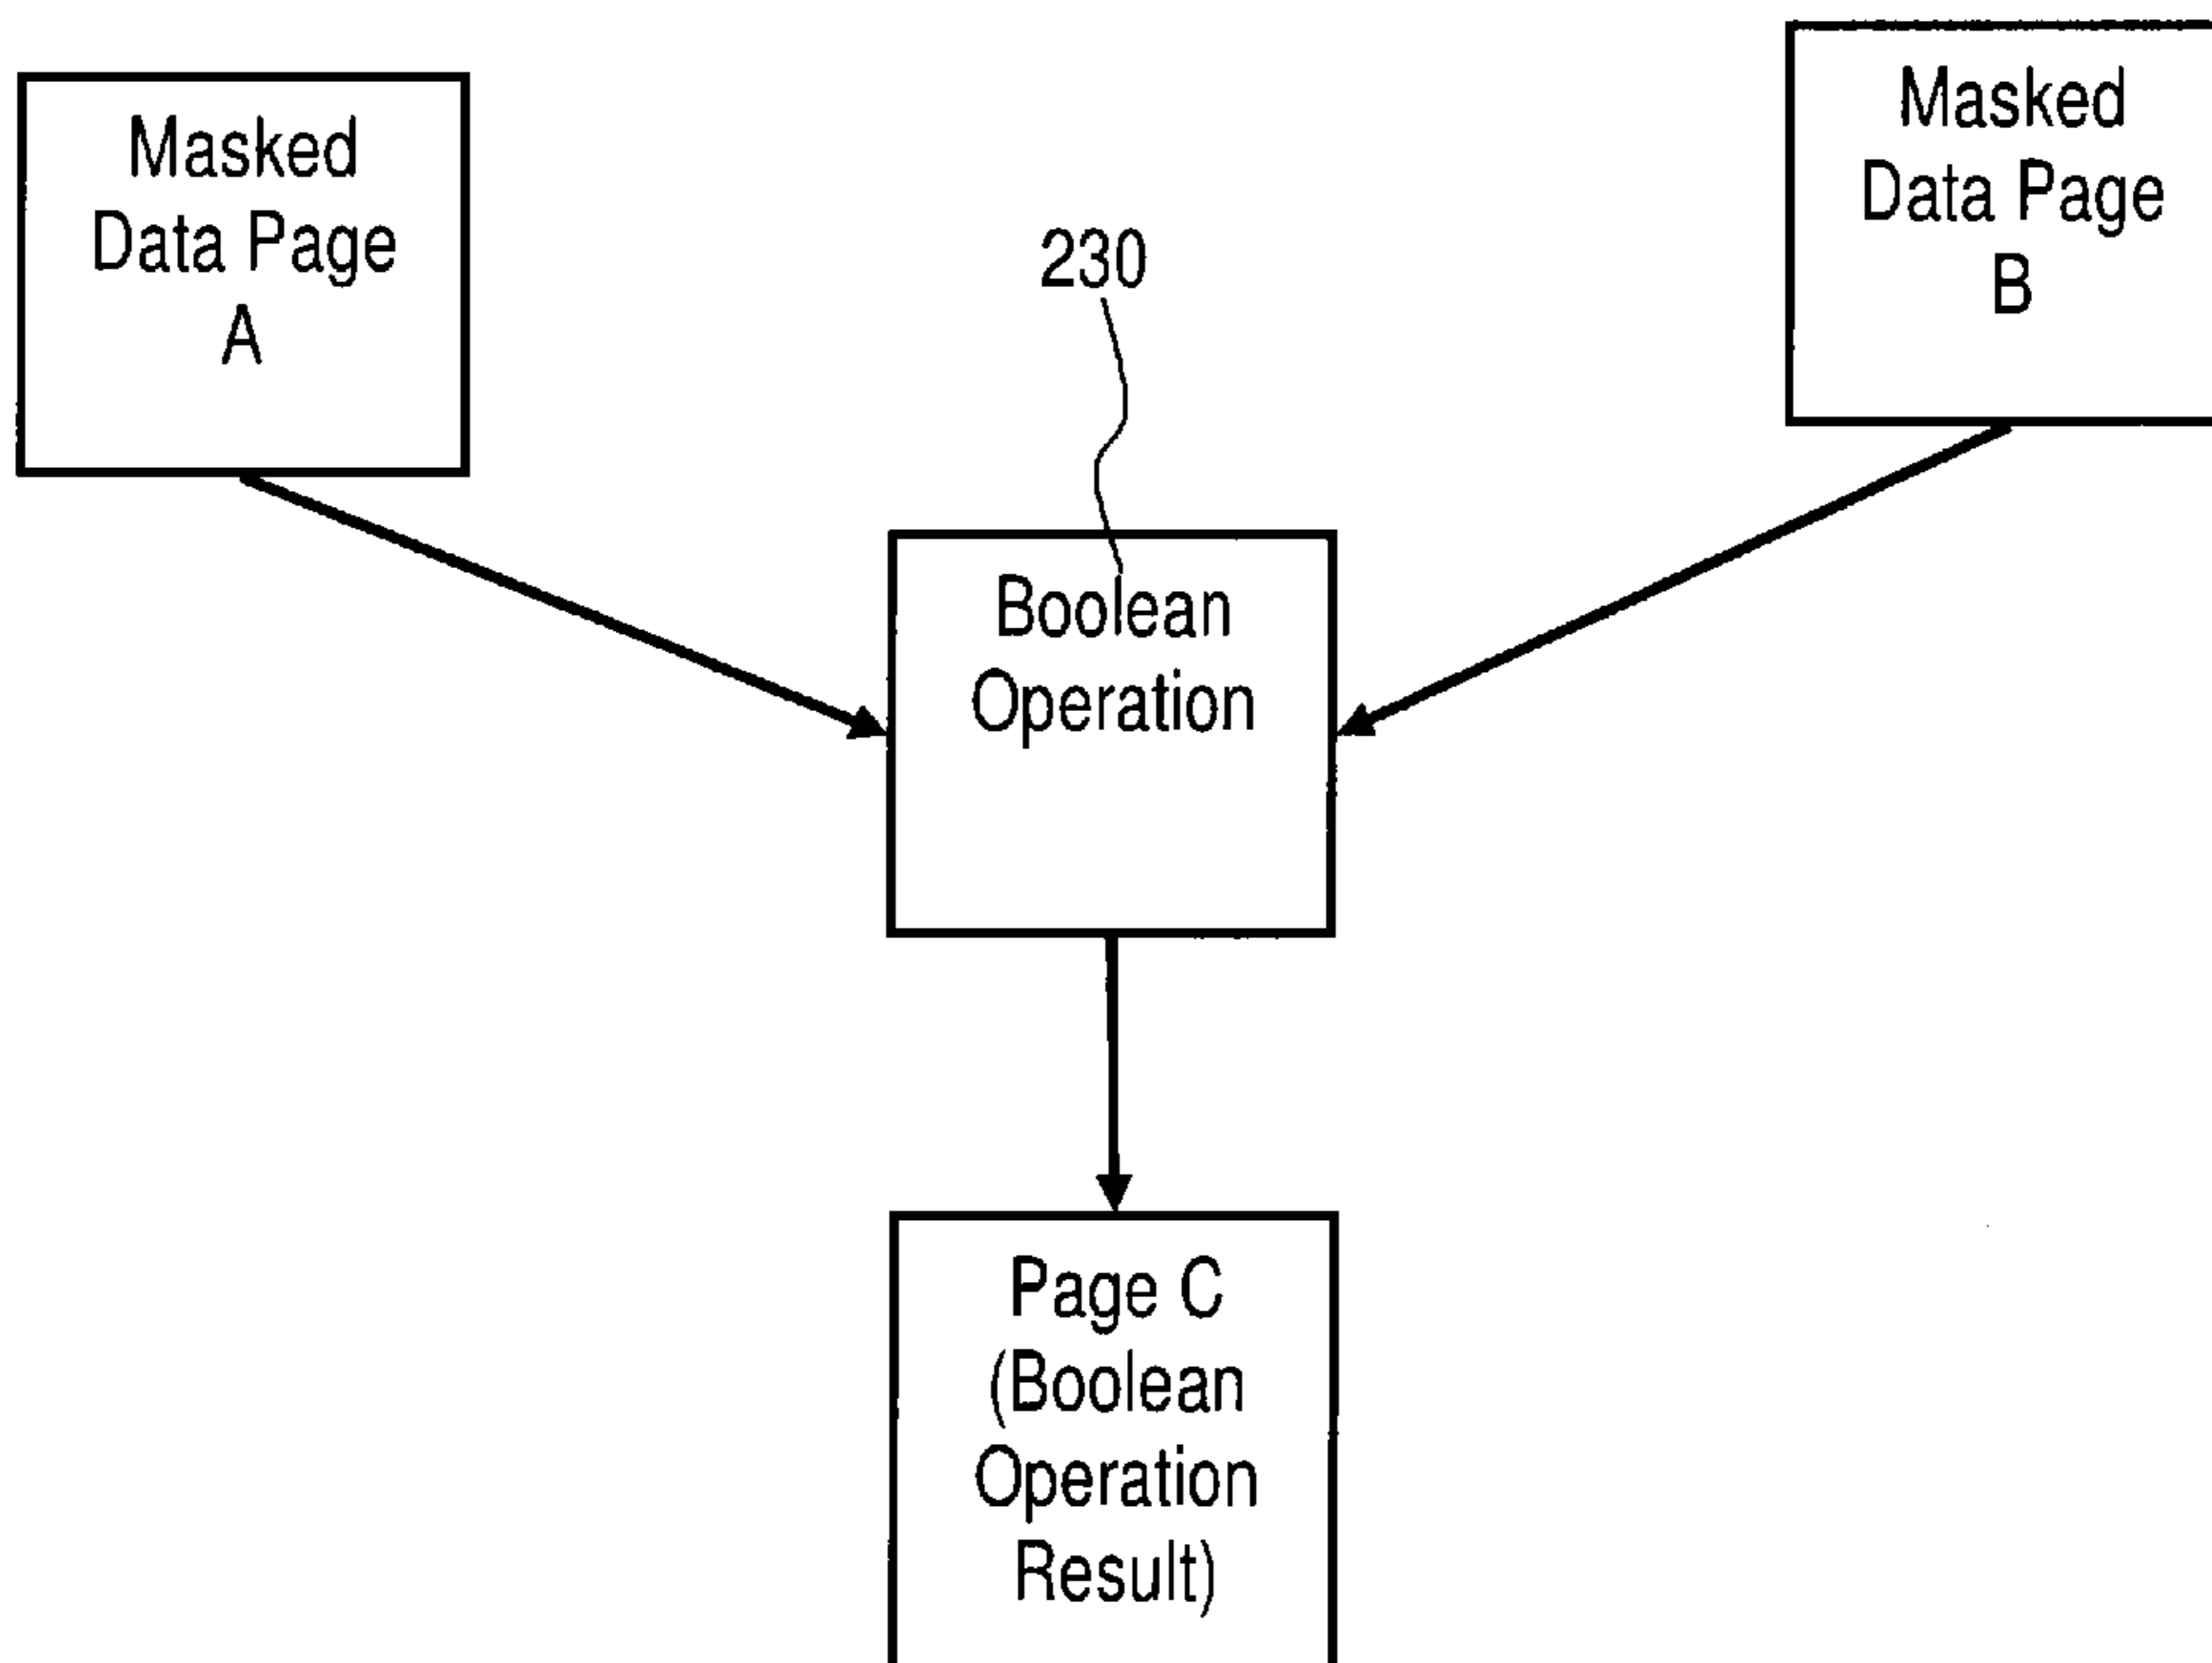 Masked
Data Page
A
Masked
Data Page
B
230
Boolean
Operation
Page C
(Boolean
Operation
Result)